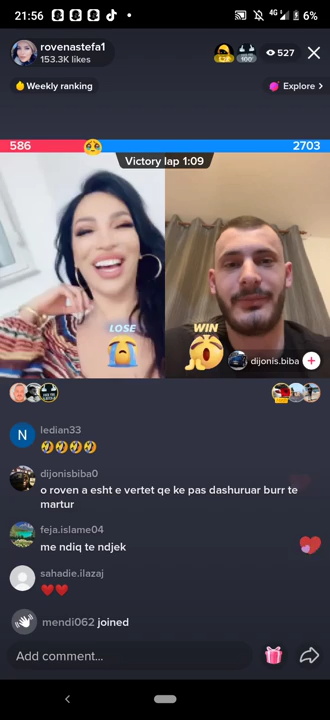 21:56
4G
6%
rovenastefa1
153.3K likes
527
Weekly ranking
Explore >
586
2703
Victory lap 1:09
LOSE
WIN
dijonis.biba
ledian33
N
🤣🤣🤣🤣
dijonisbiba0
o roven a esht e vertet qe ke pas dashuruar burr te
martur
feja.islame04
me ndiq te ndjek
sahadie.ilazaj
❤️❤️
mendi062 joined
Add comment...